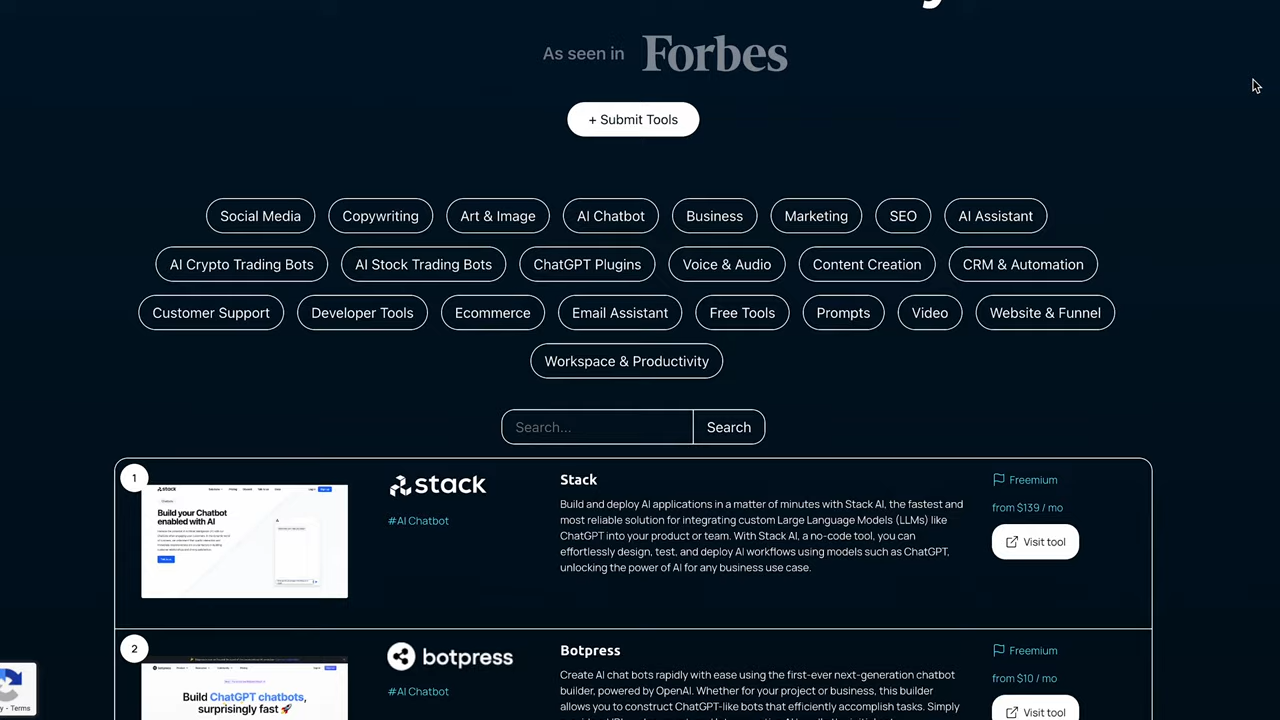 As seen in Forbes
+ Submit Tools
Social Media Copywriting Art & Image AI Chatbot Business Marketing SEO AI Assistant
AI Crypto Trading Bots AI Stock Trading Bots ChatGPT Plugins Voice & Audio Content Creation CRM & Automation
Customer Support Developer Tools Ecommerce Email Assistant Free Tools Prompts Video Website & Funnel
Workspace & Productivity
Search... Search
1
stack
Build your Chatbot
enabled with AI
stack
#AI Chatbot
Stack
Build and deploy AI applications in a matter of minutes with Stack AI, the fastest and
most reliable solution for integrating custom Large Language Models (LLMs) like
ChatGPT into your product or team. With Stack AI, a no-code tool, you can
effortlessly design, test, and deploy AI workflows using models such as ChatGPT,
unlocking the power of AI for any business use case.
Freemium
from $139 / mo
Visit tool
2
botpress
Build ChatGPT chatbots,
surprisingly fast 🚀
botpress
#AI Chatbot
Botpress
Create AI chat bots rapidly with ease using the first-ever next-generation chatbot
builder, powered by OpenAI. Whether for your project or business, this builder
allows you to construct ChatGPT-like bots that efficiently accomplish tasks. Simply
Freemium
from $10 / mo
Visit tool
- Terms